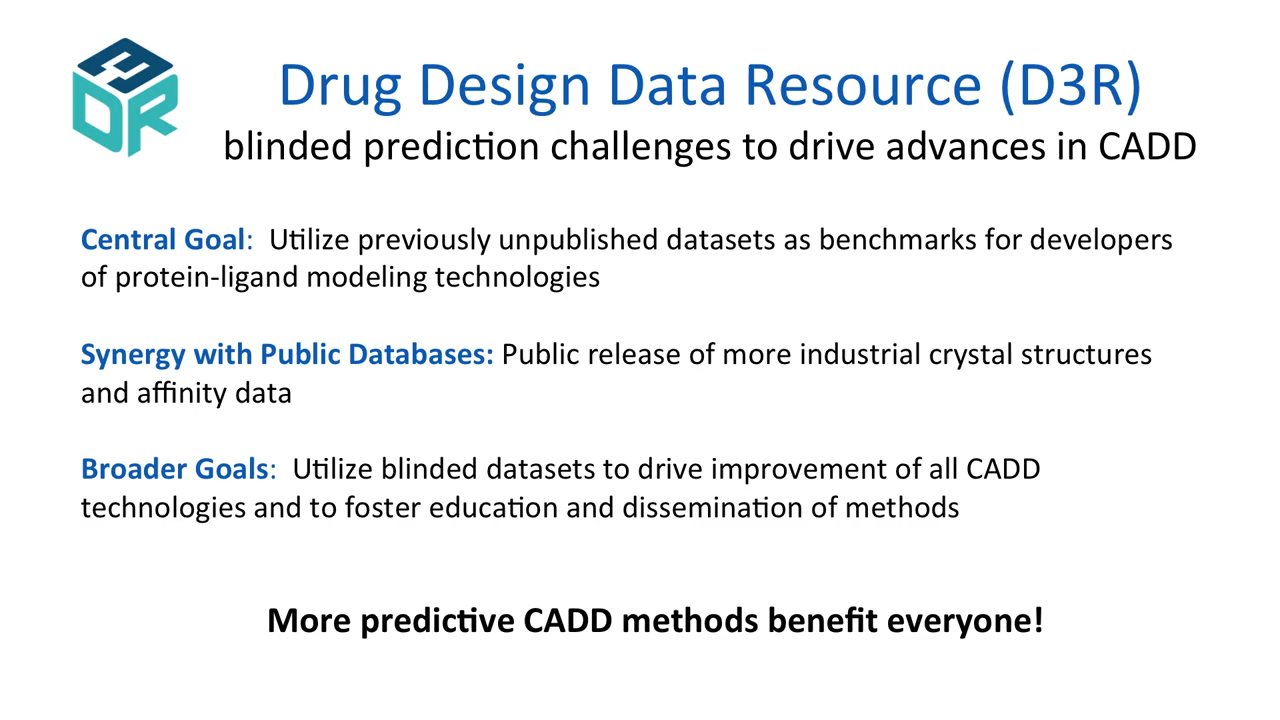 D3R
Drug Design Data Resource (D3R)
blinded prediction challenges to drive advances in CADD
Central Goal:  Utilize previously unpublished datasets as benchmarks for developers
of protein-ligand modeling technologies
Synergy with Public Databases: Public release of more industrial crystal structures
and affinity data
Broader Goals:  Utilize blinded datasets to drive improvement of all CADD
technologies and to foster education and dissemination of methods
More predictive CADD methods benefit everyone!